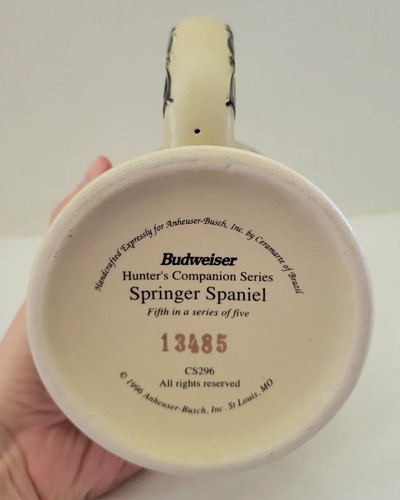 Handcrafted Expressly for Anheuser-Busch, Inc. by Ceramarte of Brazil
Budweiser
Hunter's Companion Series
Springer Spaniel
Fifth in a series of five
13485
CS296
All rights reserved
© 1996 Anheuser-Busch, Inc. St Louis, MO